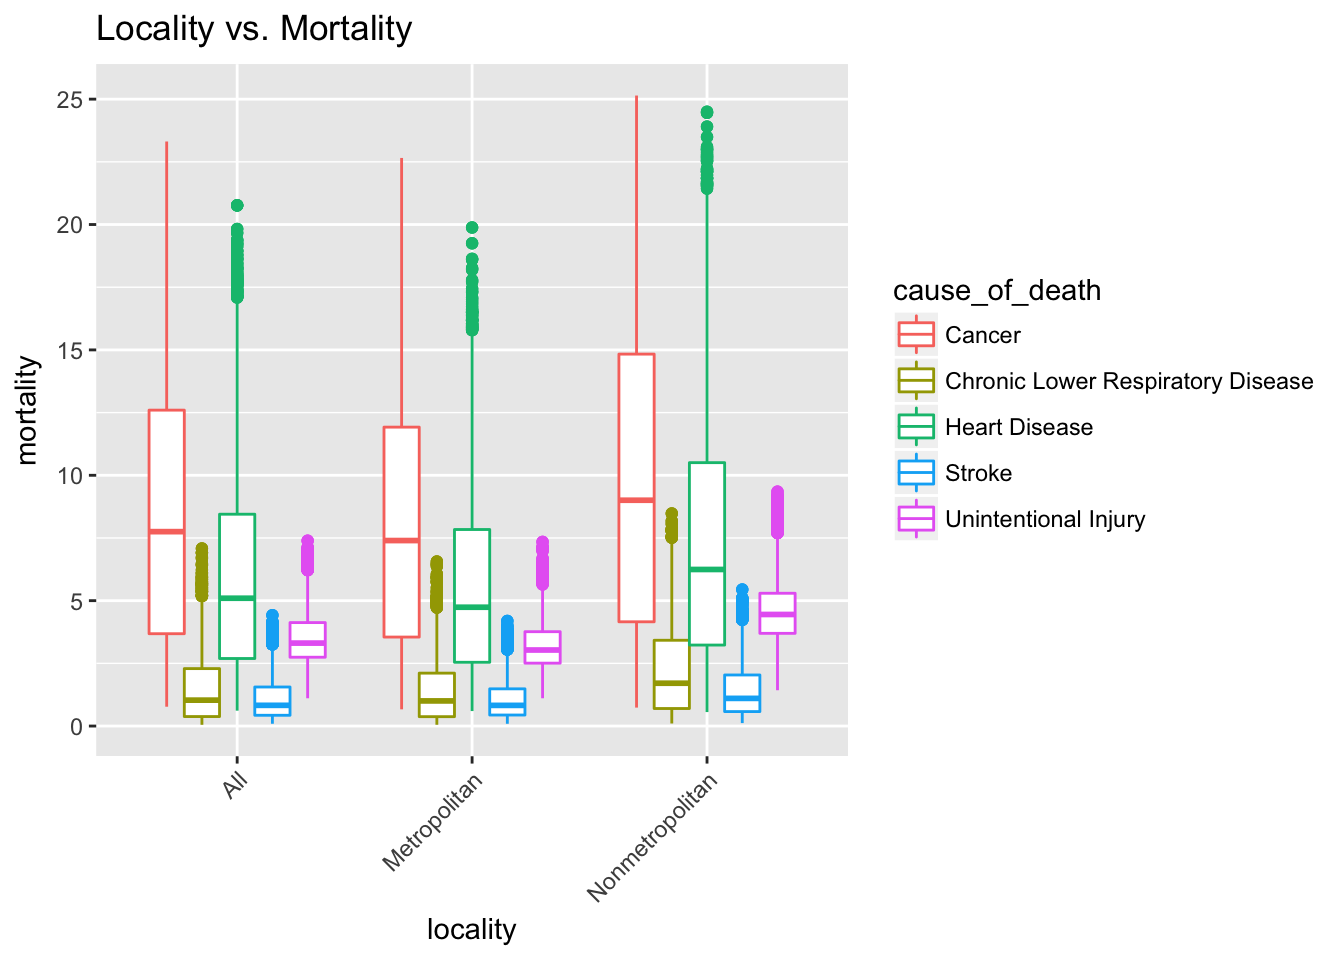 Locality vs. Mortality
25
20
15
10
5
0
mortality
All
Metropolitan
Nonmetropolitan
locality
cause_of_death
Cancer
Chronic Lower Respiratory Disease
Heart Disease
Stroke
Unintentional Injury